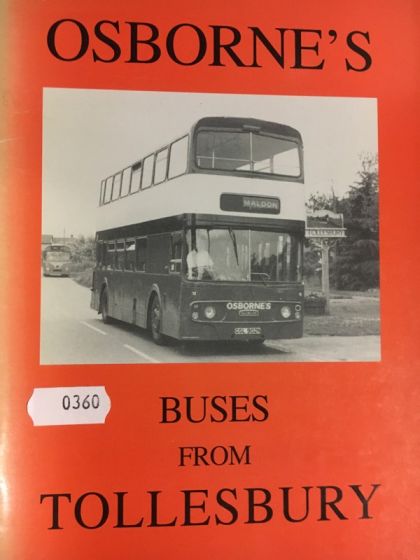 OSBORNE'S
MALDON
TOLLESBURY
OSBORNE'S
0360
BUSES
FROM
TOLLESBURY